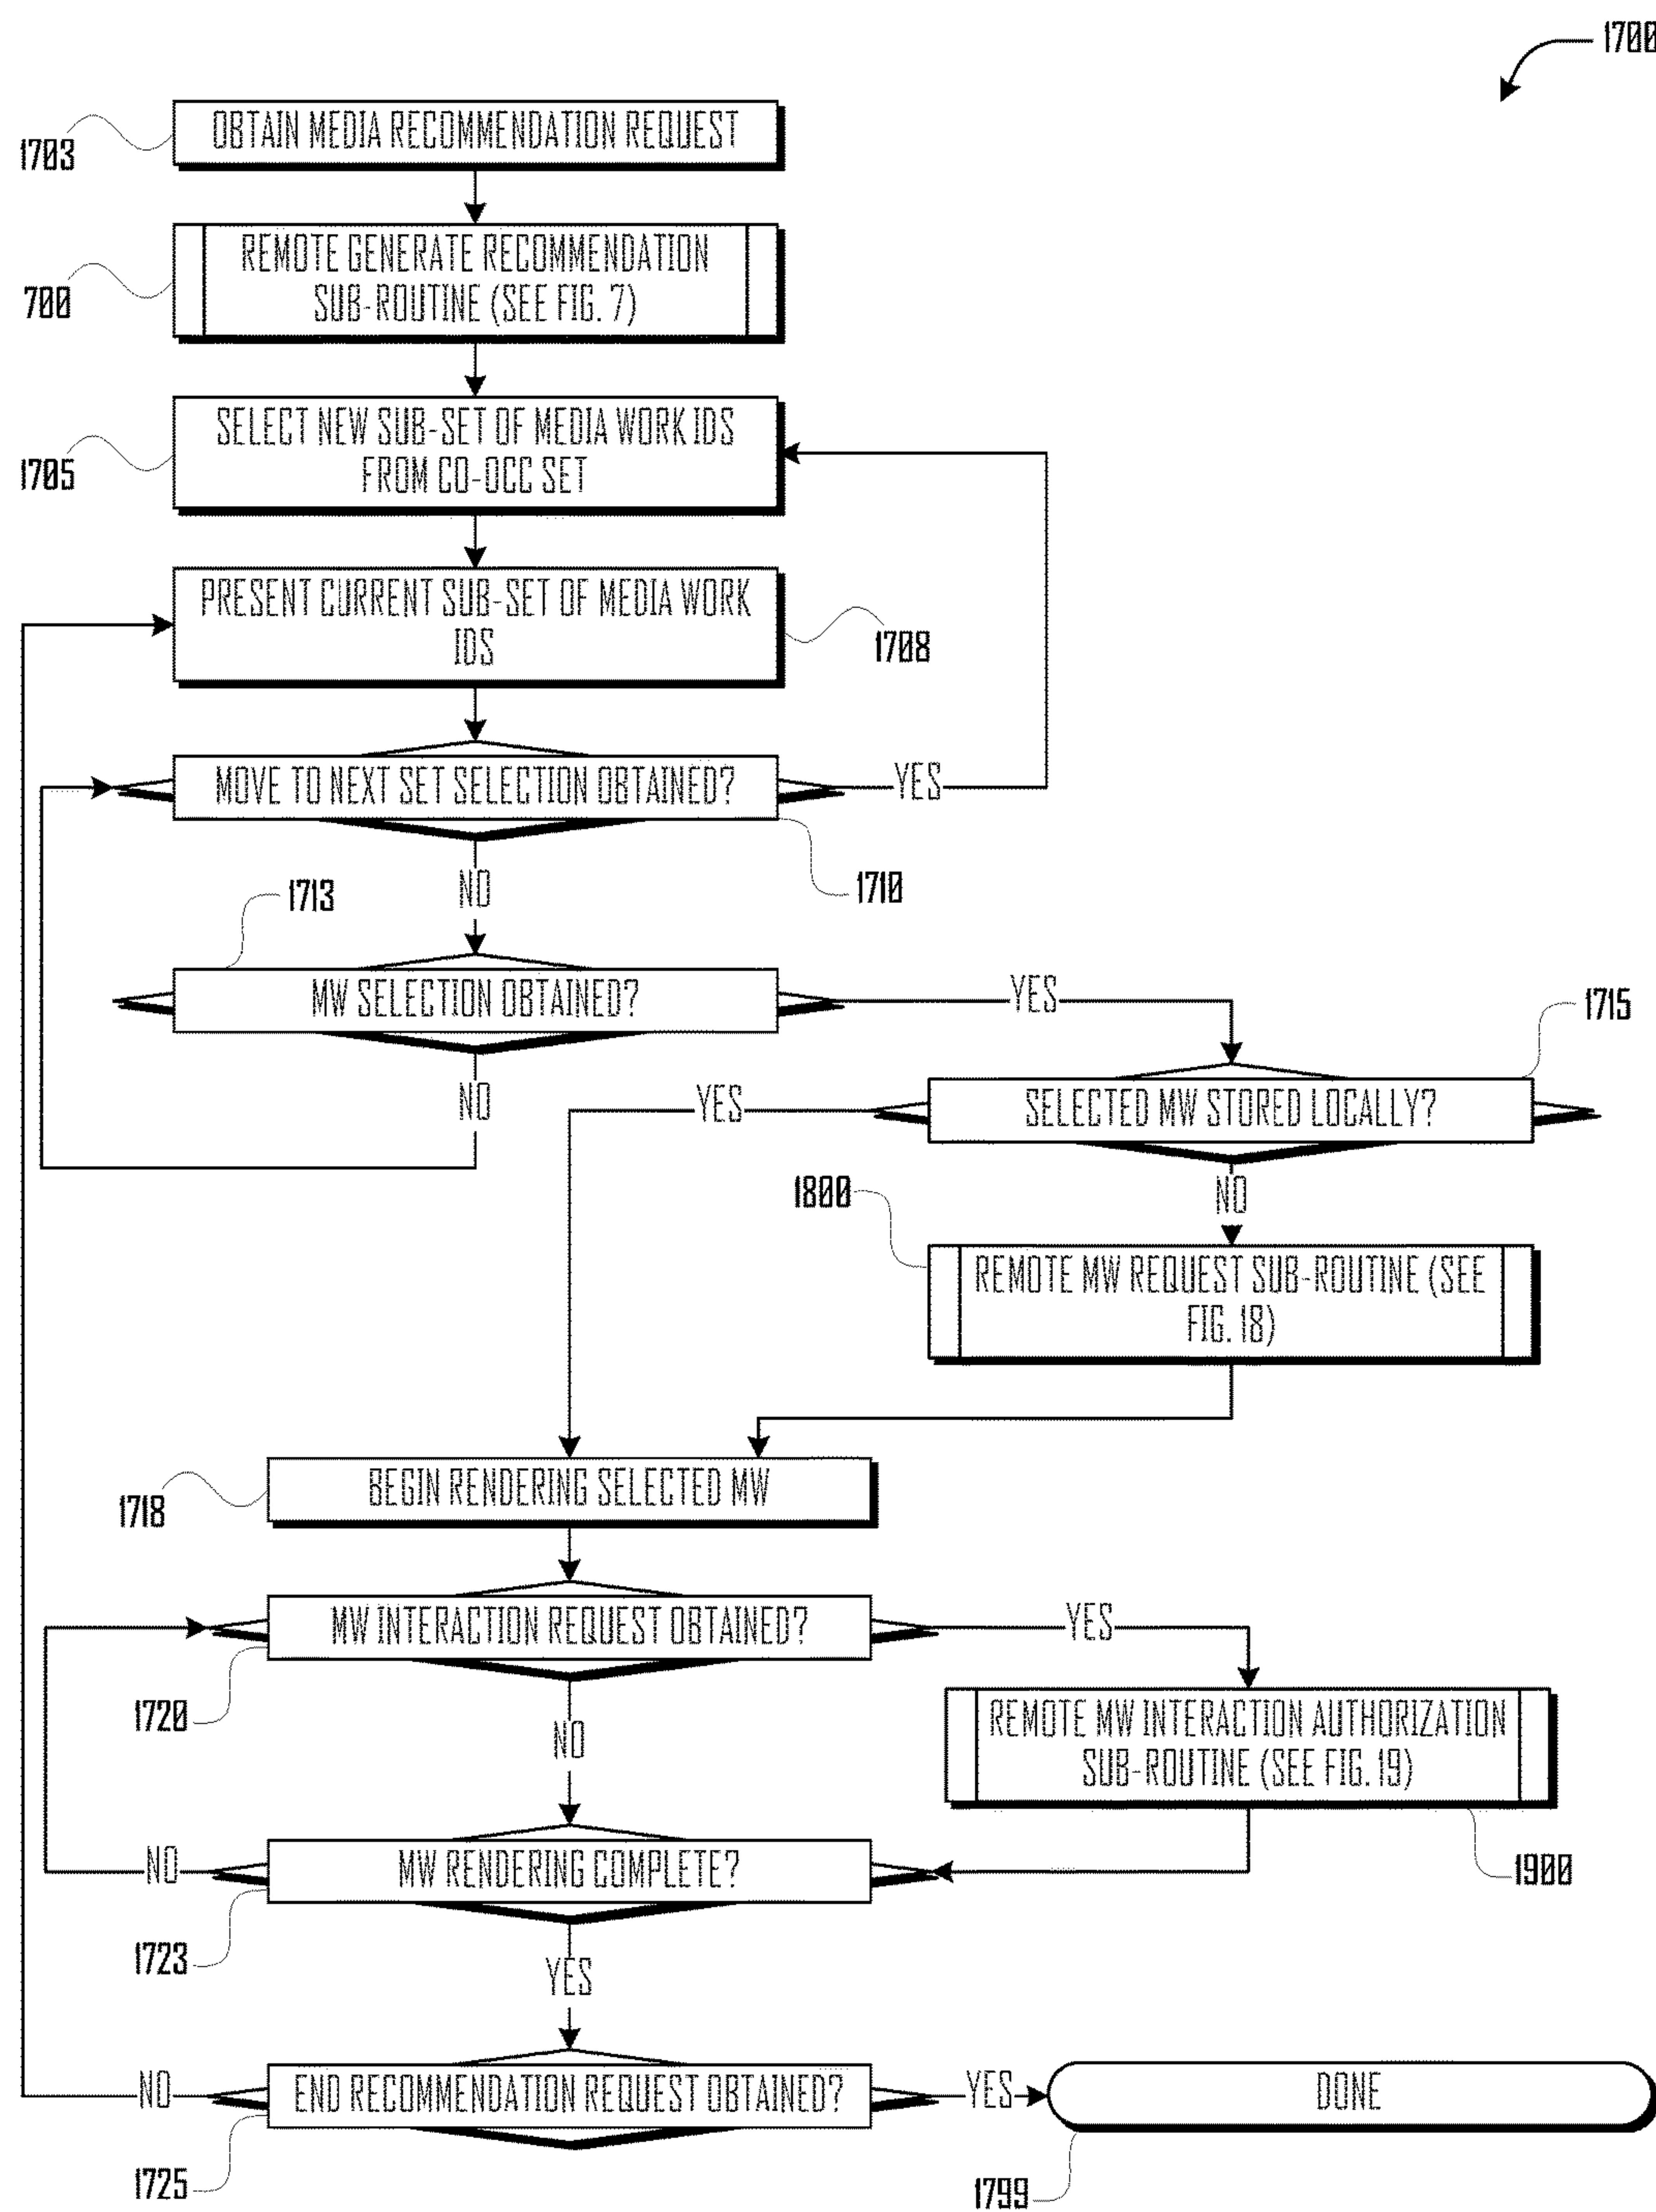 1700
OBTAIN MEDIA RECOMMENDATION REQUEST
1703
REMOTE GENERATE RECOMMENDATION
SUB-ROUTINE (SEE FIG. 7)
700
SELECT NEW SUB-SET OF MEDIA WORK IDS
FROM CO-OCC SET
1705
PRESENT CURRENT SUB-SET OF MEDIA WORK
IDS
1708
MOVE TO NEXT SET SELECTION OBTAINED?
YES
1710
NO
1713
MW SELECTION OBTAINED?
YES
1715
NO
SELECTED MW STORED LOCALLY?
YES
NO
1800
REMOTE MW REQUEST SUB-ROUTINE (SEE
FIG. 18)
BEGIN RENDERING SELECTED MW
1718
MW INTERACTION REQUEST OBTAINED?
YES
1720
NO
REMOTE MW INTERACTION AUTHORIZATION
SUB-ROUTINE (SEE FIG. 19)
1900
MW RENDERING COMPLETE?
NO
1723
YES
END RECOMMENDATION REQUEST OBTAINED?
NO
YES
DONE
1725
1799